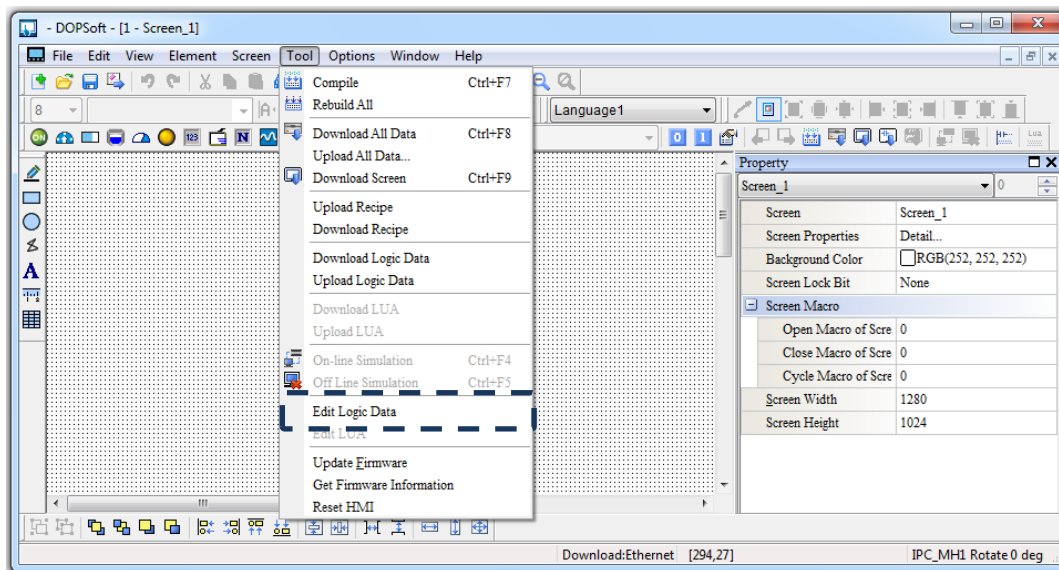 - DOPSoft - [1 - Screen_1]
File Edit View Element Screen Tool Options Window Help
Compile Ctrl+F7
Rebuild All
8
Language1
Download All Data Ctrl+F8
Upload All Data...
Download Screen Ctrl+F9
Upload Recipe
Download Recipe
Download Logic Data
Upload Logic Data
Download LUA
Upload LUA
On-line Simulation Ctrl+F4
Off Line Simulation Ctrl+F5
Edit Logic Data
Edit LUA
Update Firmware
Get Firmware Information
Reset HMI
ON
123
N
0 1
Lua
A
Property
Screen_1 0
Screen Screen_1
Screen Properties Detail...
Background Color RGB(252, 252, 252)
Screen Lock Bit None
Screen Macro
Open Macro of Scre 0
Close Macro of Scre 0
Cycle Macro of Scre 0
Screen Width 1280
Screen Height 1024
Download:Ethernet [294,27] IPC_MH1 Rotate 0 deg